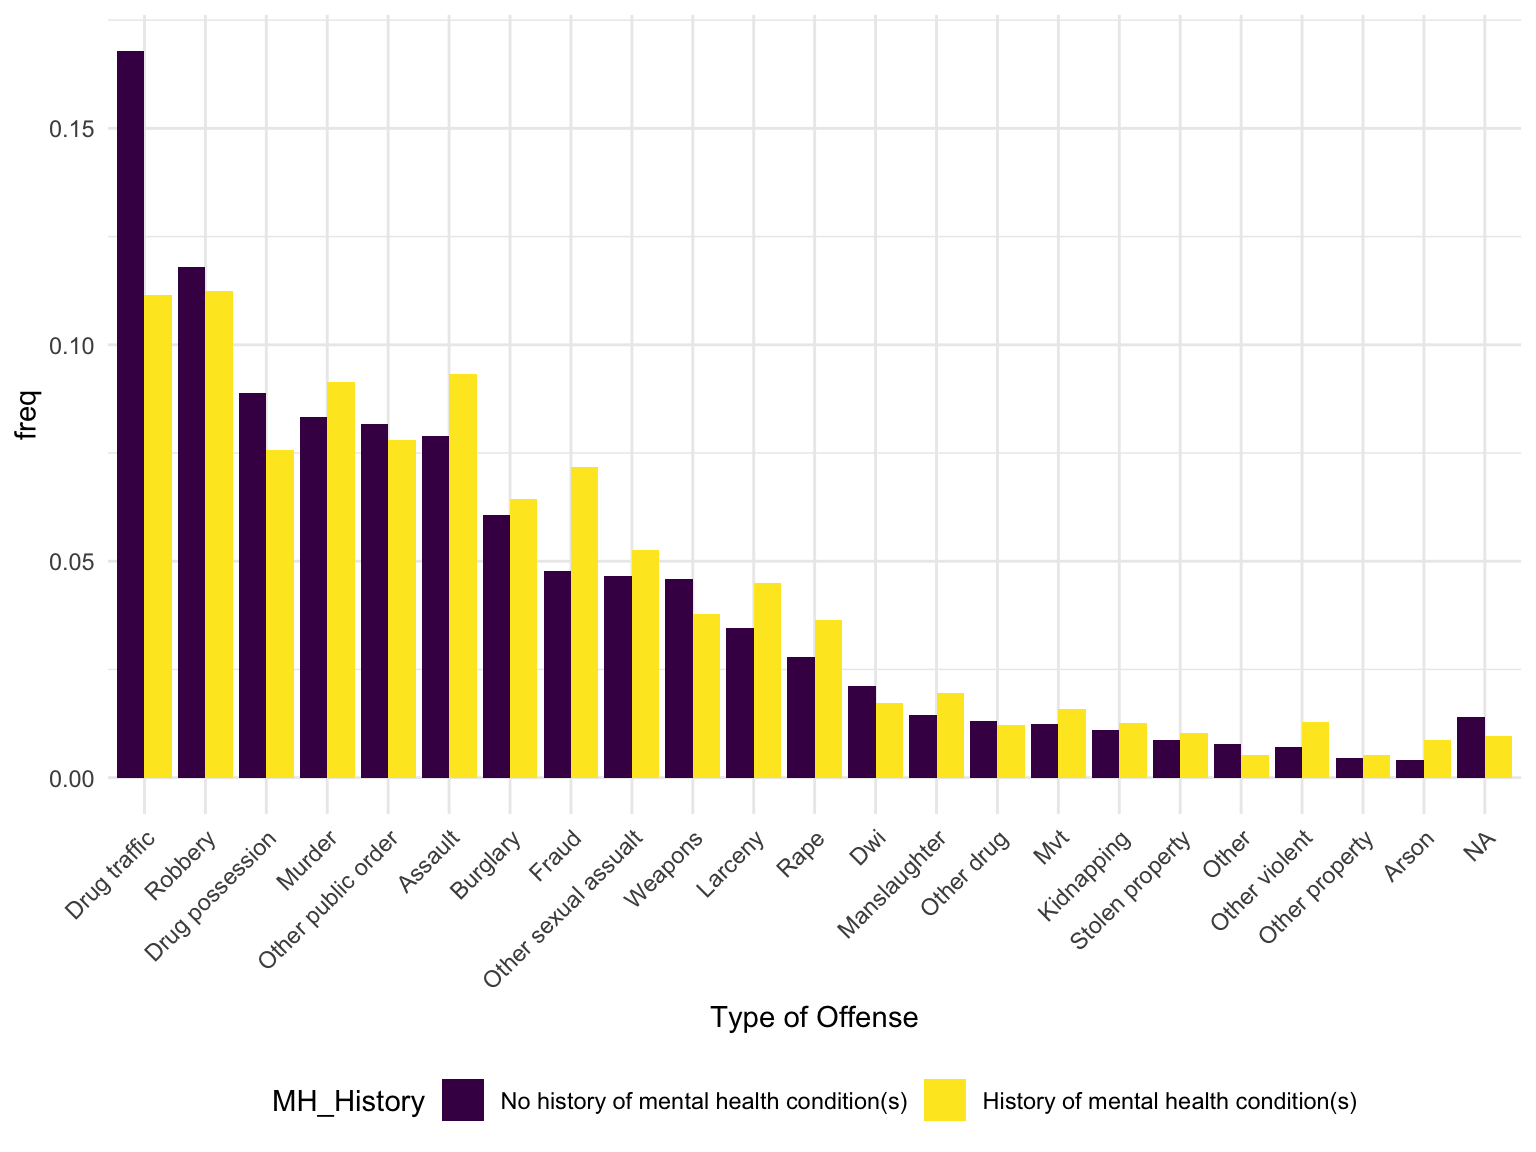 0.15
0.10
0.05
0.00
freq
Drug traffic
Robbery
Drug possession
Murder
Other public order
Assault
Burglary
Fraud
Other sexual assualt
Weapons
Larceny
Rape
Dwi
Manslaughter
Other drug
Mvt
Kidnapping
Stolen property
Other
Other violent
Other property
Arson
NA
Type of Offense
MH_History No history of mental health condition(s) History of mental health condition(s)